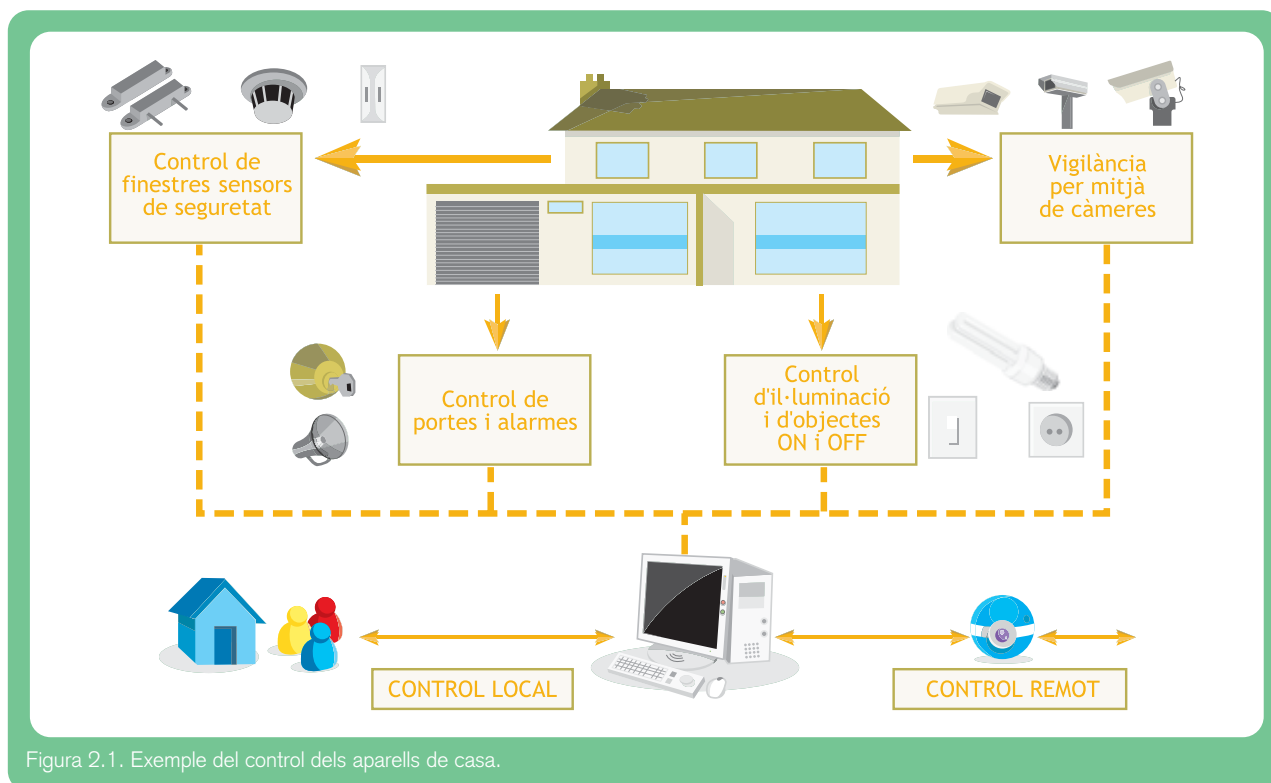 Control de
finestres sensors
de seguretat
Vigilància
per mitjà
de càmeres
Control de
portes i alarmes
Control
d'il·luminació
i d'objectes
ON i OFF
CONTROL LOCAL
CONTROL REMOT
Figura 2.1. Exemple del control dels aparells de casa.